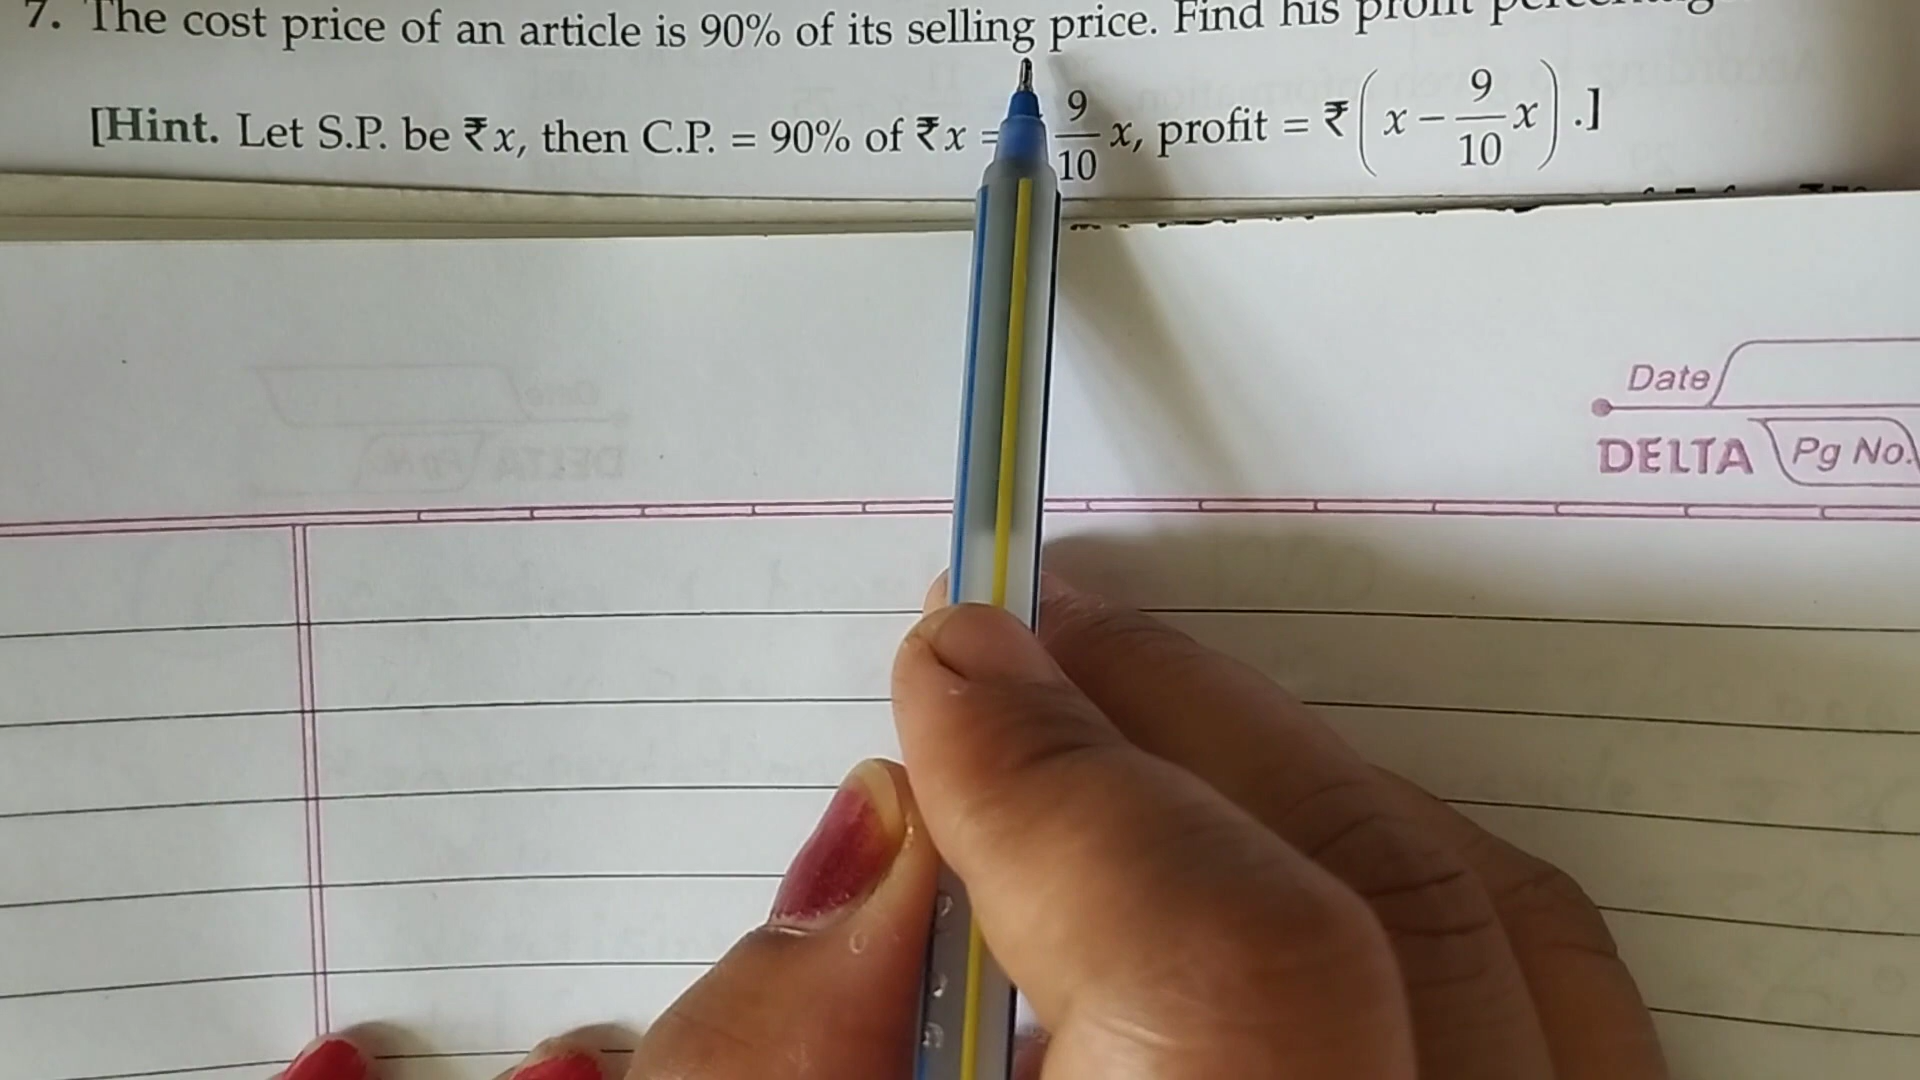 7. The cost price of an article is 90% of its selling price. Find his profit
[Hint. Let S.P. be ₹x, then C.P. = 90% of ₹x = 9/10 x, profit = ₹(x - 9/10 x).]
Date
DELTA Pg No.